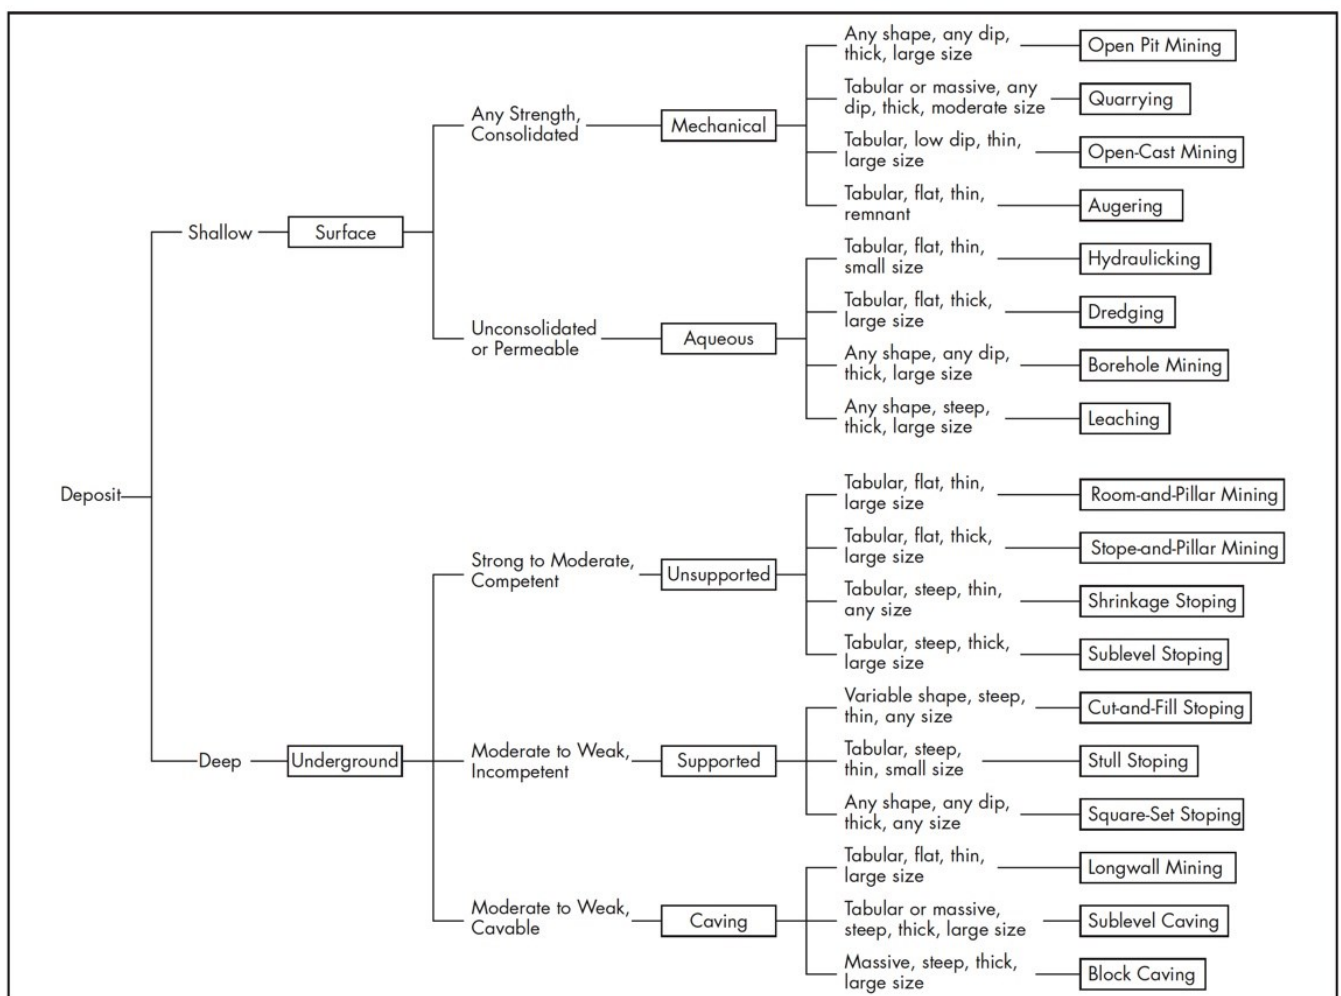 Deposit
Shallow
Surface
Any Strength,
Consolidated
Mechanical
Any shape, any dip,
thick, large size
Open Pit Mining
Tabular or massive, any
dip, thick, moderate size
Quarrying
Tabular, low dip, thin,
large size
Open-Cast Mining
Tabular, flat, thin,
remnant
Augering
Unconsolidated
or Permeable
Aqueous
Tabular, flat, thin,
small size
Hydraulicking
Tabular, flat, thick,
large size
Dredging
Any shape, any dip,
thick, large size
Borehole Mining
Any shape, steep,
thick, large size
Leaching
Deep
Underground
Strong to Moderate,
Competent
Unsupported
Tabular, flat, thin,
large size
Room-and-Pillar Mining
Tabular, flat, thick,
large size
Stope-and-Pillar Mining
Tabular, steep, thin,
any size
Shrinkage Stoping
Tabular, steep, thick,
large size
Sublevel Stoping
Moderate to Weak,
Incompetent
Supported
Variable shape, steep,
thin, any size
Cut-and-Fill Stoping
Tabular, steep,
thin, small size
Stull Stoping
Any shape, any dip,
thick, any size
Square-Set Stoping
Moderate to Weak,
Cavable
Caving
Tabular, flat, thin,
large size
Longwall Mining
Tabular or massive,
steep, thick, large size
Sublevel Caving
Massive, steep, thick,
large size
Block Caving